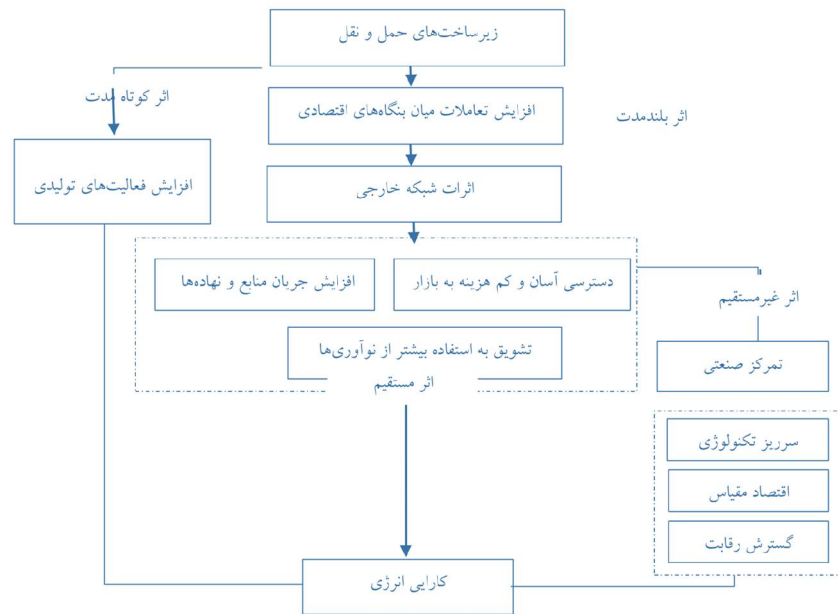 زیرساخت‌های حمل و نقل
اثر کوتاه مدت
افزایش تعاملات میان بنگاه‌های اقتصادی
اثر بلندمدت
افزایش فعالیت‌های تولیدی
اثرات شبکه خارجی
دسترسی آسان و کم هزینه به بازار
افزایش جریان منابع و نهاده‌ها
اثر غیرمستقیم
تشویق به استفاده بیشتر از نوآوری‌ها
اثر مستقیم
تمرکز صنعتی
سرریز تکنولوژی
اقتصاد مقیاس
گسترش رقابت
کارایی انرژی